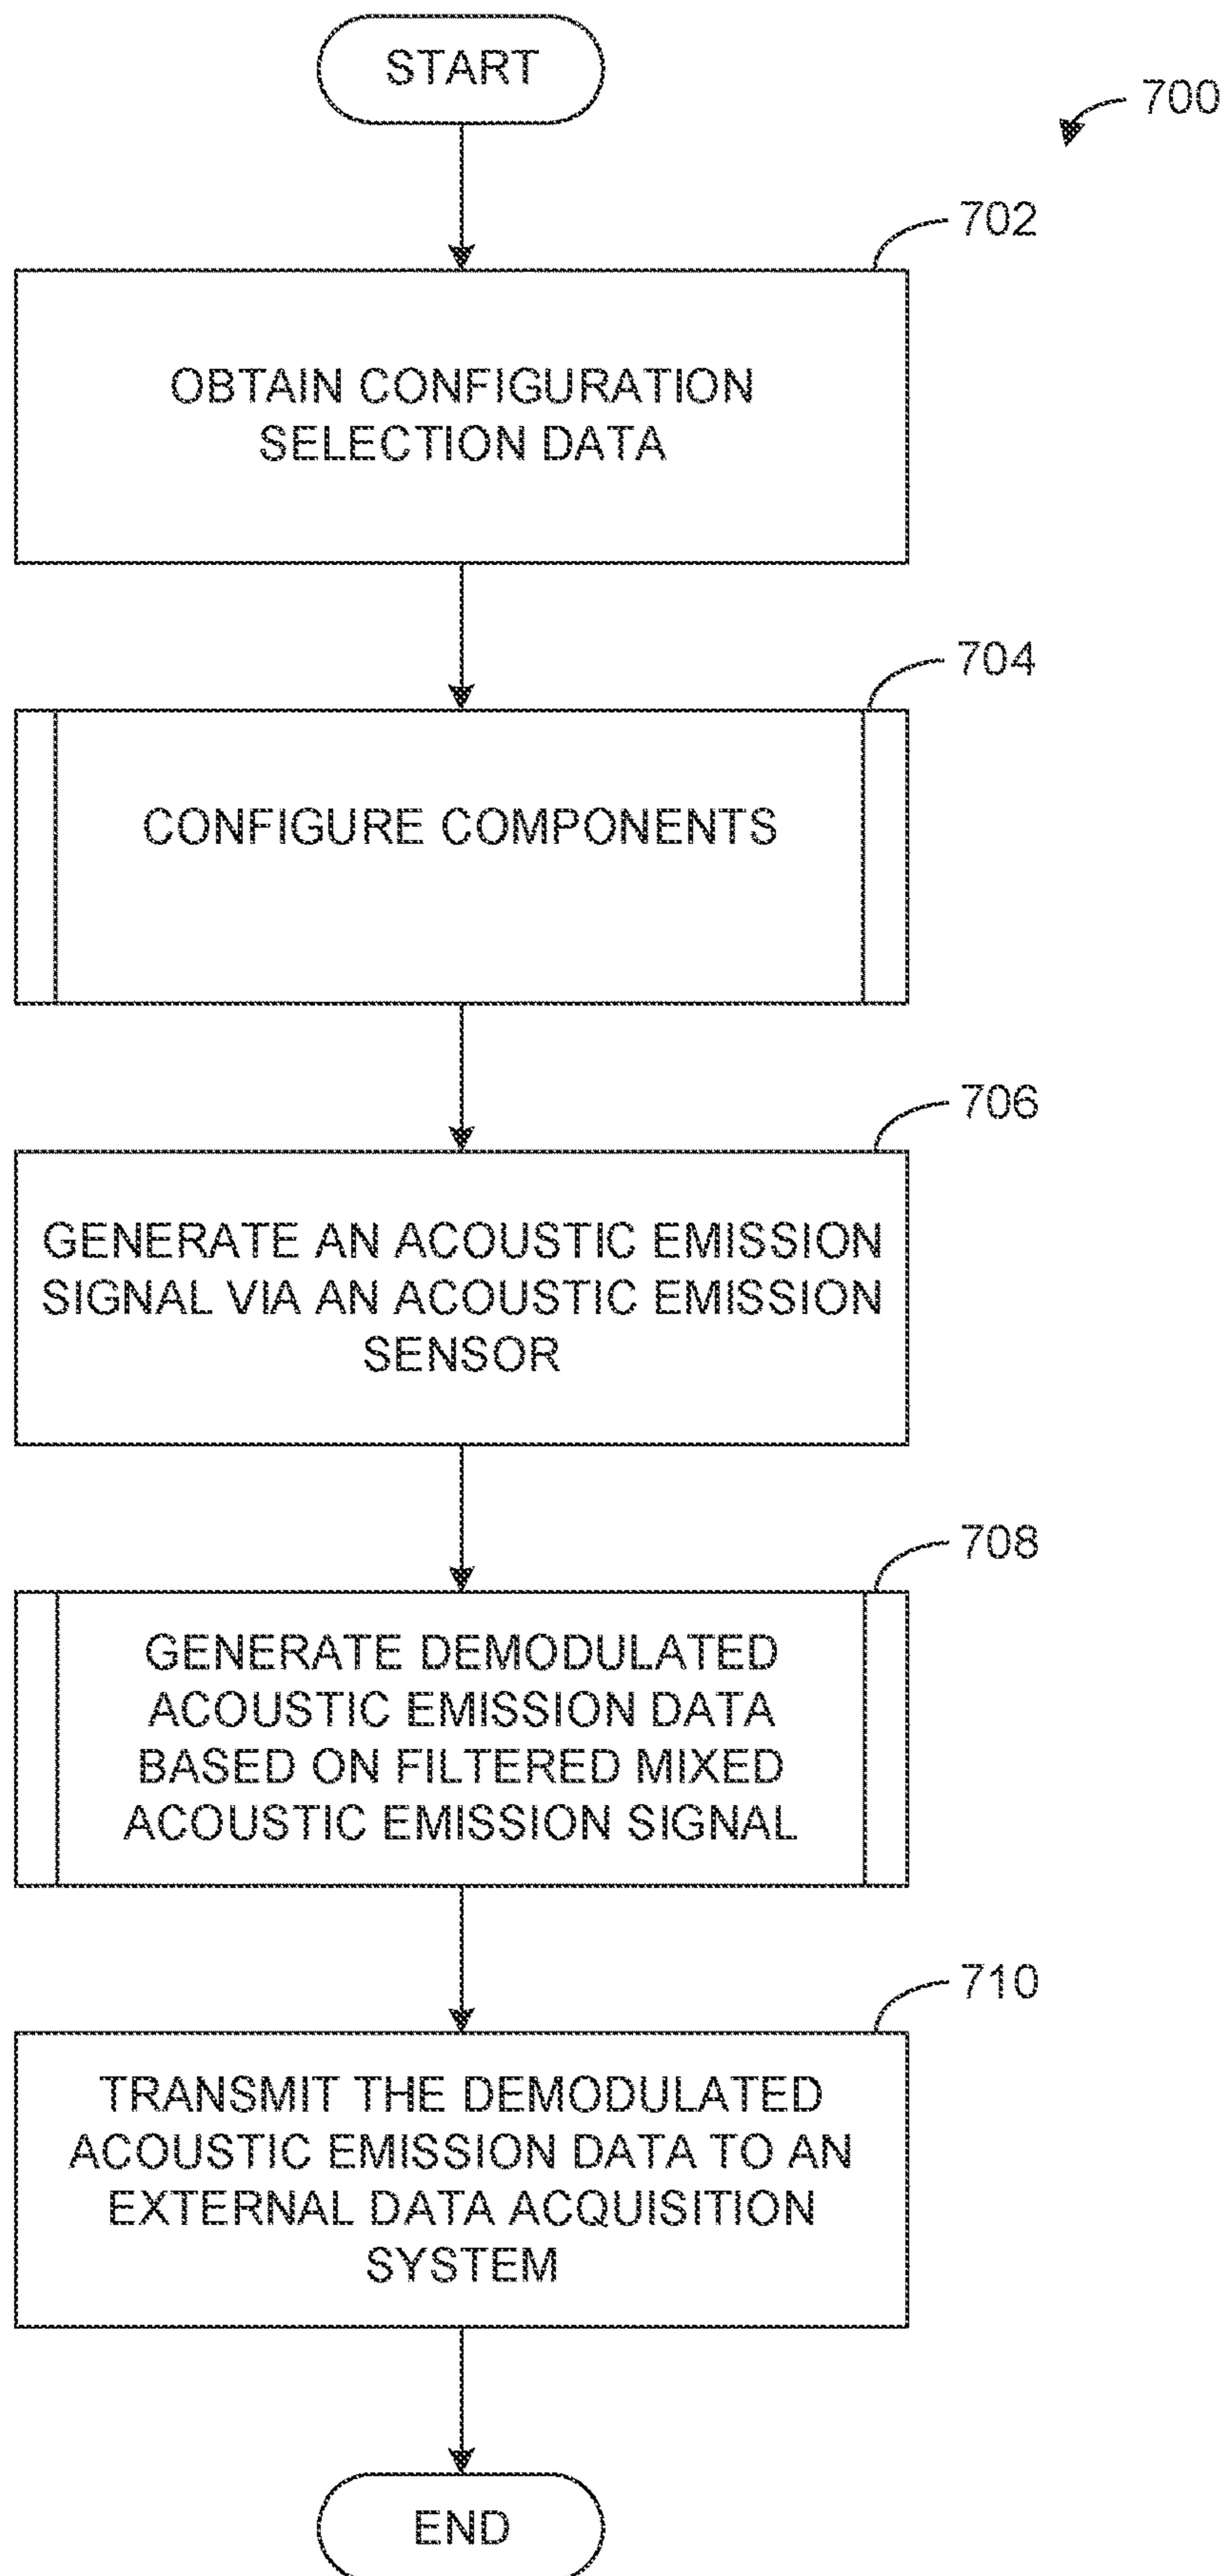 START
700
702
OBTAIN CONFIGURATION
SELECTION DATA
704
CONFIGURE COMPONENTS
706
GENERATE AN ACOUSTIC EMISSION
SIGNAL VIA AN ACOUSTIC EMISSION
SENSOR
708
GENERATE DEMODULATED
ACOUSTIC EMISSION DATA
BASED ON FILTERED MIXED
ACOUSTIC EMISSION SIGNAL
710
TRANSMIT THE DEMODULATED
ACOUSTIC EMISSION DATA TO AN
EXTERNAL DATA ACQUISITION
SYSTEM
END